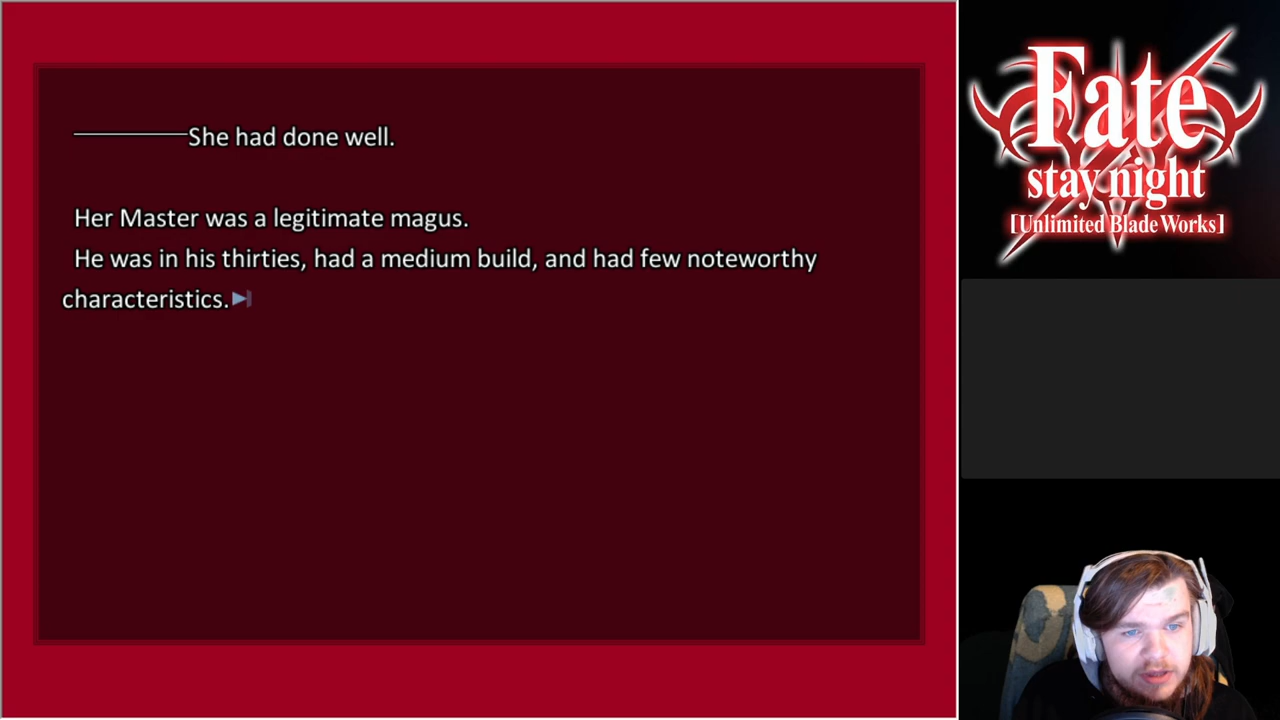 ————She had done well.
Her Master was a legitimate magus.
He was in his thirties, had a medium build, and had few noteworthy
characteristics.
Fate
stay night
[Unlimited Blade Works]